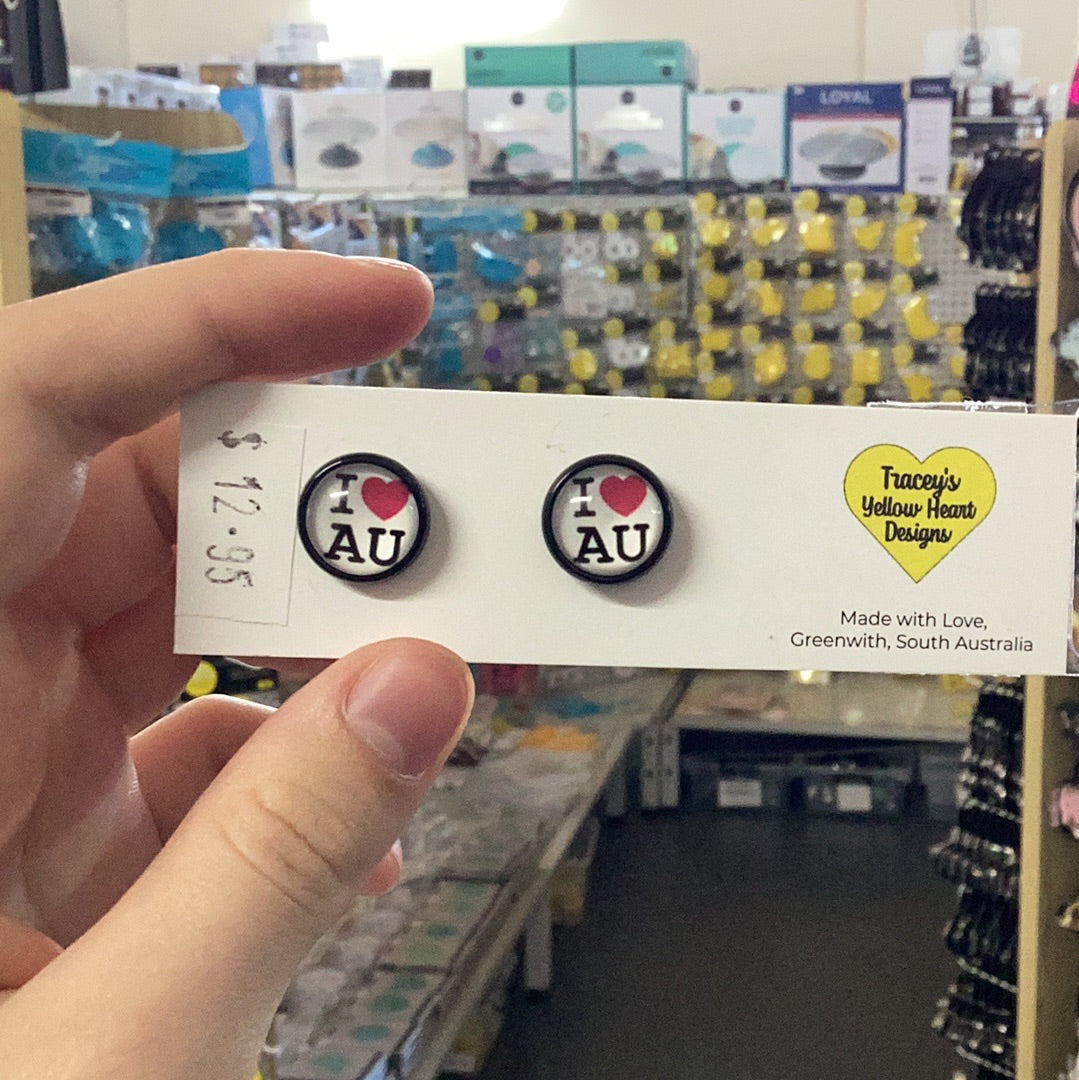 $12.95
I ❤
AU
I ❤
AU
Tracey's
Yellow Heart
Designs
Made with Love,
Greenwith, South Australia
LOYAL